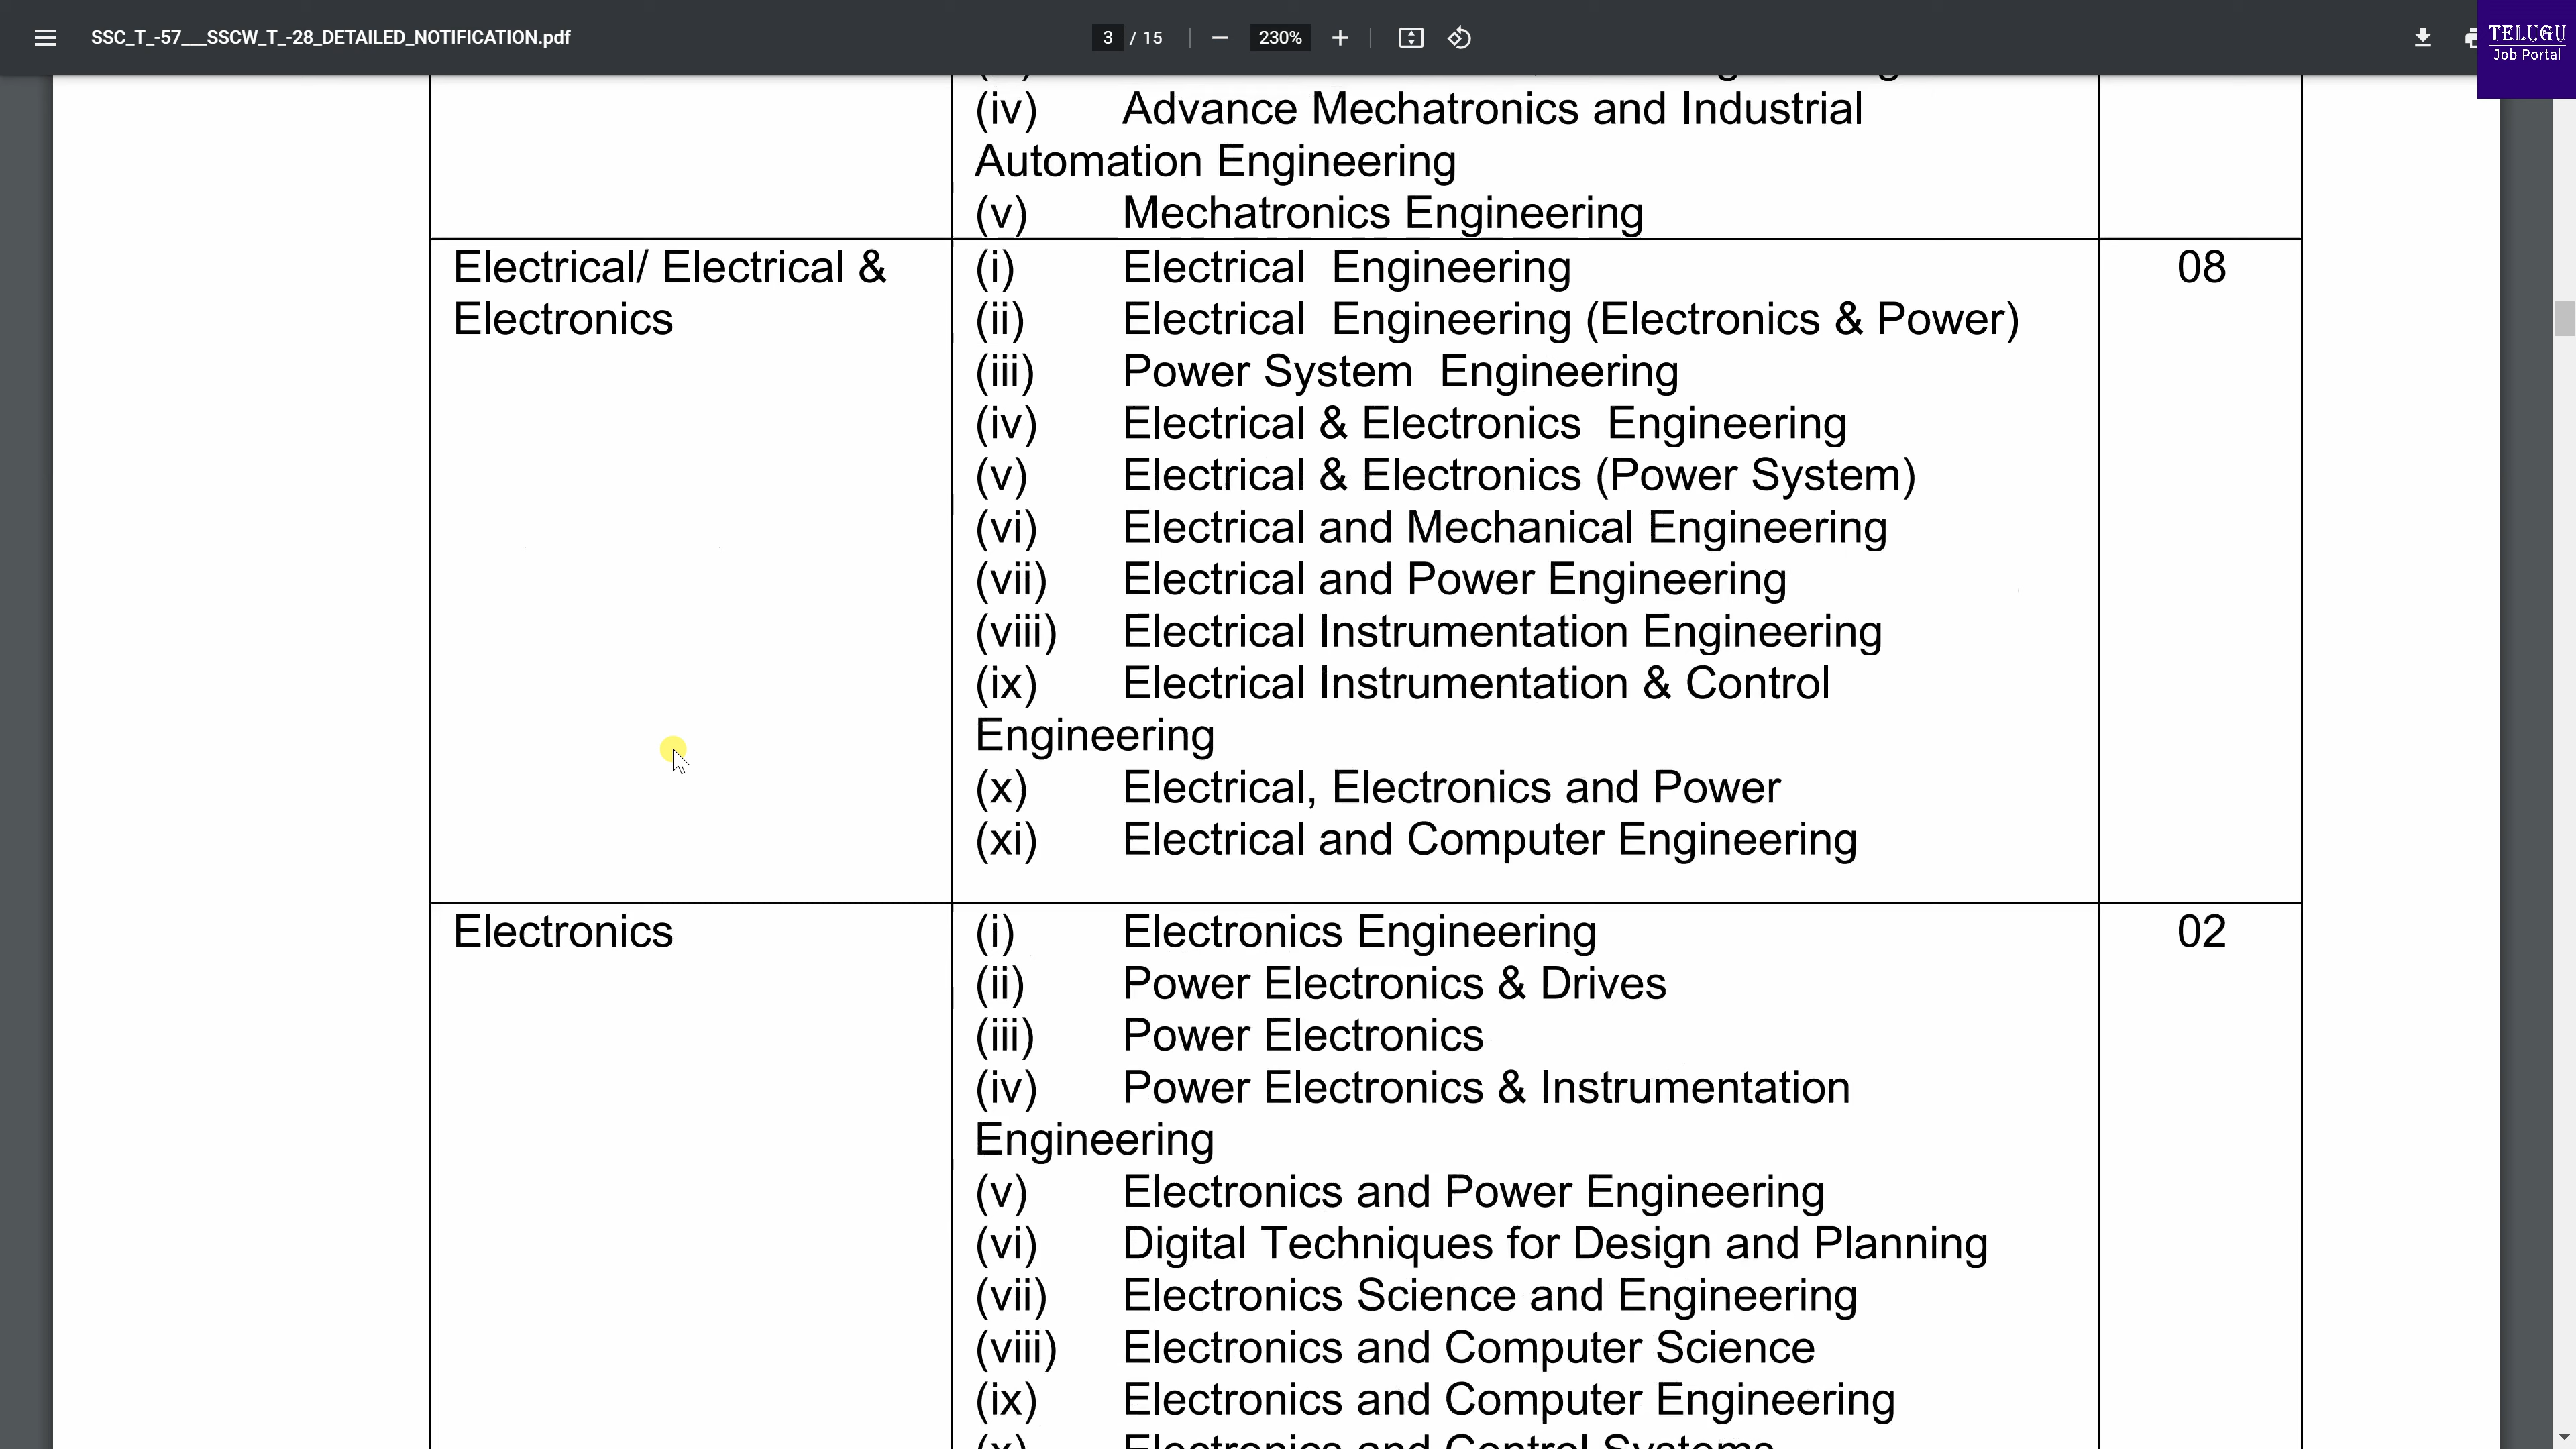 SSC_T_-57___SSCW_T_-28_DETAILED_NOTIFICATION.pdf
3 / 15
230%
TELUGU
Job Portal
(iv) Advance Mechatronics and Industrial
Automation Engineering
(v) Mechatronics Engineering
Electrical/ Electrical &
Electronics
(i) Electrical Engineering
08
(ii) Electrical Engineering (Electronics & Power)
(iii) Power System Engineering
(iv) Electrical & Electronics Engineering
(v) Electrical & Electronics (Power System)
(vi) Electrical and Mechanical Engineering
(vii) Electrical and Power Engineering
(viii) Electrical Instrumentation Engineering
(ix) Electrical Instrumentation & Control
Engineering
(x) Electrical, Electronics and Power
(xi) Electrical and Computer Engineering
Electronics
(i) Electronics Engineering
02
(ii) Power Electronics & Drives
(iii) Power Electronics
(iv) Power Electronics & Instrumentation
Engineering
(v) Electronics and Power Engineering
(vi) Digital Techniques for Design and Planning
(vii) Electronics Science and Engineering
(viii) Electronics and Computer Science
(ix) Electronics and Computer Engineering
(x) Electronics and Control Systems